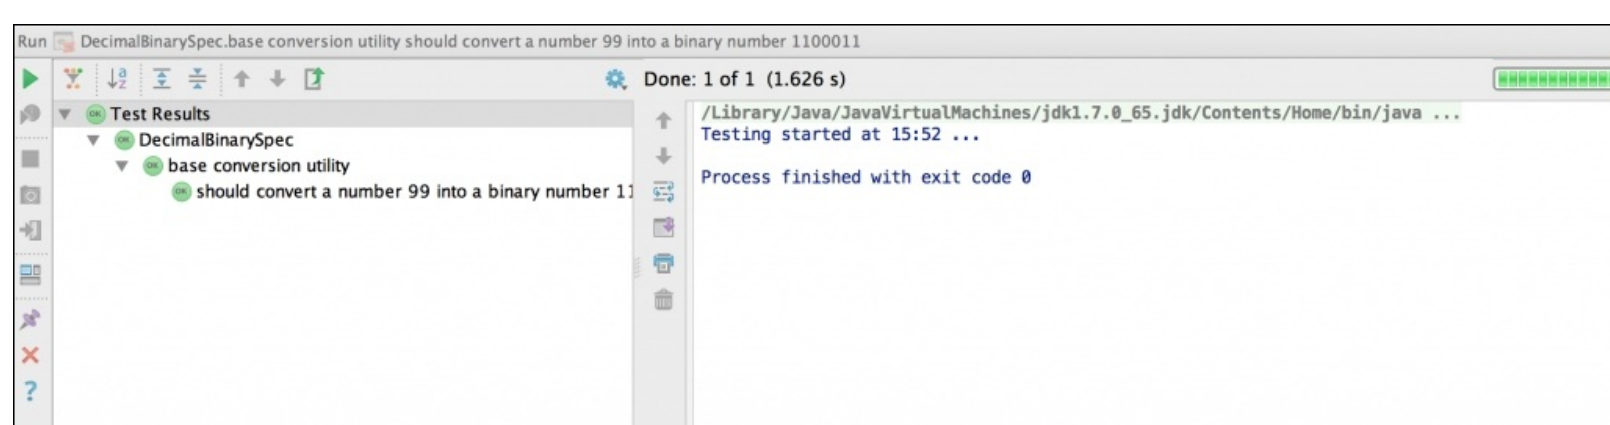 Run DecimalBinarySpec.base conversion utility should convert a number 99 into a binary number 1100011
Done: 1 of 1 (1.626 s)
Test Results
DecimalBinarySpec
base conversion utility
should convert a number 99 into a binary number 11
/Library/Java/JavaVirtualMachines/jdk1.7.0_65.jdk/Contents/Home/bin/java ...
Testing started at 15:52 ...
Process finished with exit code 0